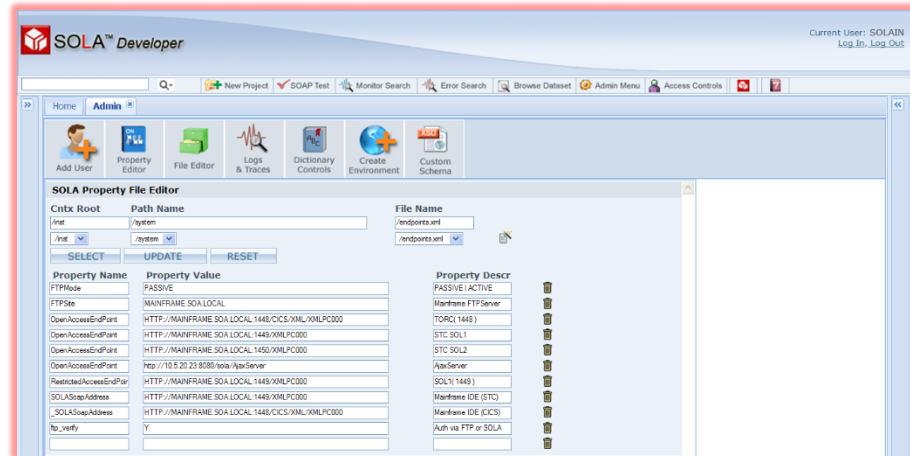 SOLA™ Developer
Current User: SOLAIN
Log In, Log Out
New Project SOAP Test Monitor Search Error Search Browse Dataset Admin Menu Access Controls
Home Admin
Add User Property Editor File Editor Logs & Traces Dictionary Controls Create Environment Custom Schema
SOLA Property File Editor
Cntx Root Path Name File Name
/inst /system /endpoints.xml
/inst /system /endpoints.xml
SELECT UPDATE RESET
Property Name Property Value Property Descr
FTPMode PASSIVE PASSIVE | ACTIVE
FTPSite MAINFRAME.SOA.LOCAL Mainframe FTPServer
OpenAccessEndPoint HTTP://MAINFRAME.SOA.LOCAL:1448/CICS/XML/XMLPC000 TORC( 1448 )
OpenAccessEndPoint HTTP://MAINFRAME.SOA.LOCAL:1449/XMLPC000 STC SOL1
OpenAccessEndPoint HTTP://MAINFRAME.SOA.LOCAL:1450/XMLPC000 STC SOL2
OpenAccessEndPoint http://10.5.20.23:8080/sola/AjaxServer AjaxServer
RestrictedAccessEndPoin HTTP://MAINFRAME.SOA.LOCAL:1449/XMLPC000 SOL1( 1449 )
SOLASoapAddress HTTP://MAINFRAME.SOA.LOCAL:1449/XMLPC000 Mainframe IDE (STC)
_SOLASoapAddress HTTP://MAINFRAME.SOA.LOCAL:1448/CICS/XML/XMLPC000 Mainframe IDE (CICS)
ftp_verify Y Auth via FTP or SOLA